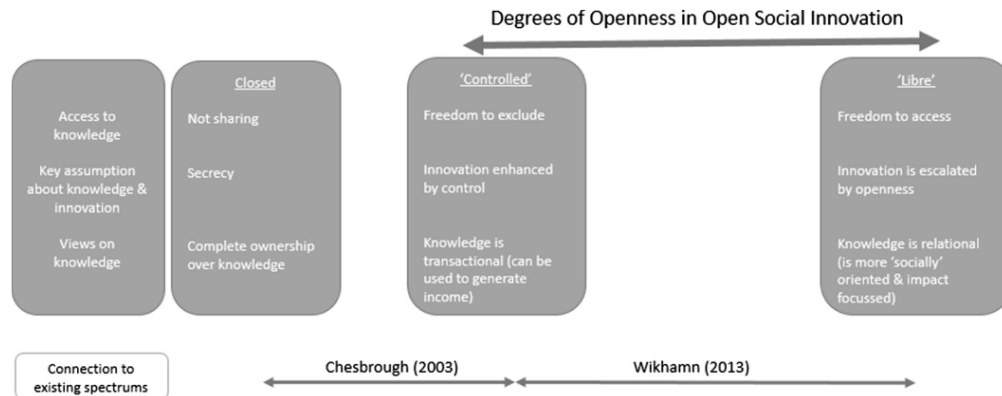 Degrees of Openness in Open Social Innovation
Access to
knowledge
Key assumption
about knowledge &
innovation
Views on
knowledge
Closed
Not sharing
Secrecy
Complete ownership
over knowledge
‘Controlled’
Freedom to exclude
Innovation enhanced
by control
Knowledge is
transactional (can be
used to generate
income)
‘Libre’
Freedom to access
Innovation is escalated
by openness
Knowledge is relational
(is more ‘socially’
oriented & impact
focussed)
Connection to
existing spectrums
Chesbrough (2003)
Wikhamn (2013)